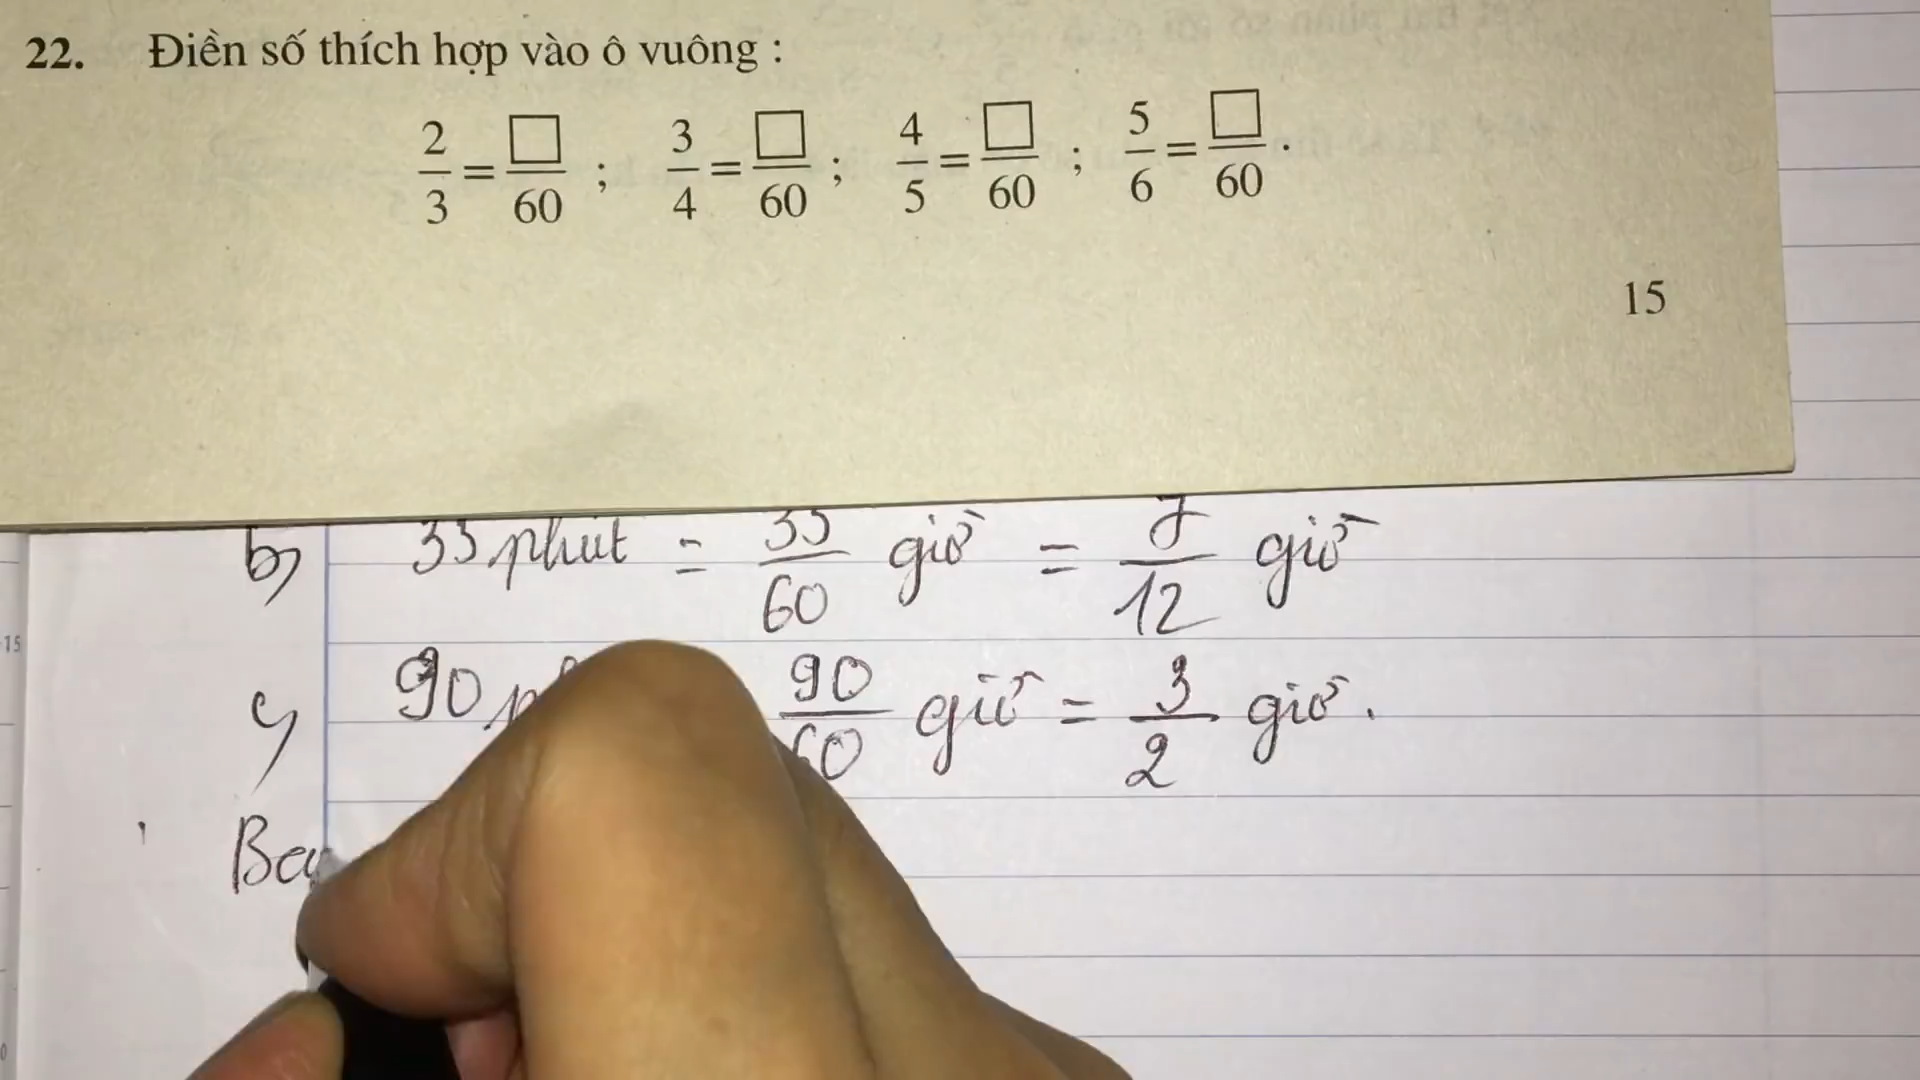 22. Điền số thích hợp vào ô vuông :
2/3 = □/60 ; 3/4 = □/60 ; 4/5 = □/60 ; 5/6 = □/60 .
15
b) 35 phút = 35/60 giờ = 7/12 giờ
c) 90 = 90/60 giờ = 3/2 giờ .
15